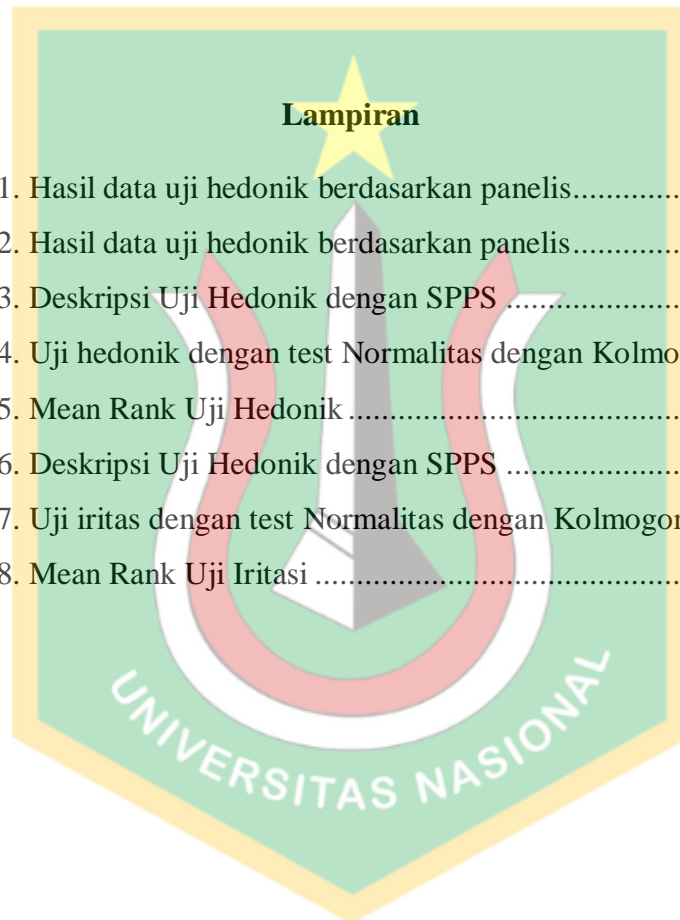 Lampiran
1. Hasil data uji hedonik berdasarkan panelis.............
2. Hasil data uji hedonik berdasarkan panelis.............
3. Deskripsi Uji Hedonik dengan SPPS .....................
4. Uji hedonik dengan test Normalitas dengan Kolmo
5. Mean Rank Uji Hedonik ........................................
6. Deskripsi Uji Hedonik dengan SPPS .....................
7. Uji iritas dengan test Normalitas dengan Kolmogor
8. Mean Rank Uji Iritasi ............................................
UNIVERSITAS NASIONAL